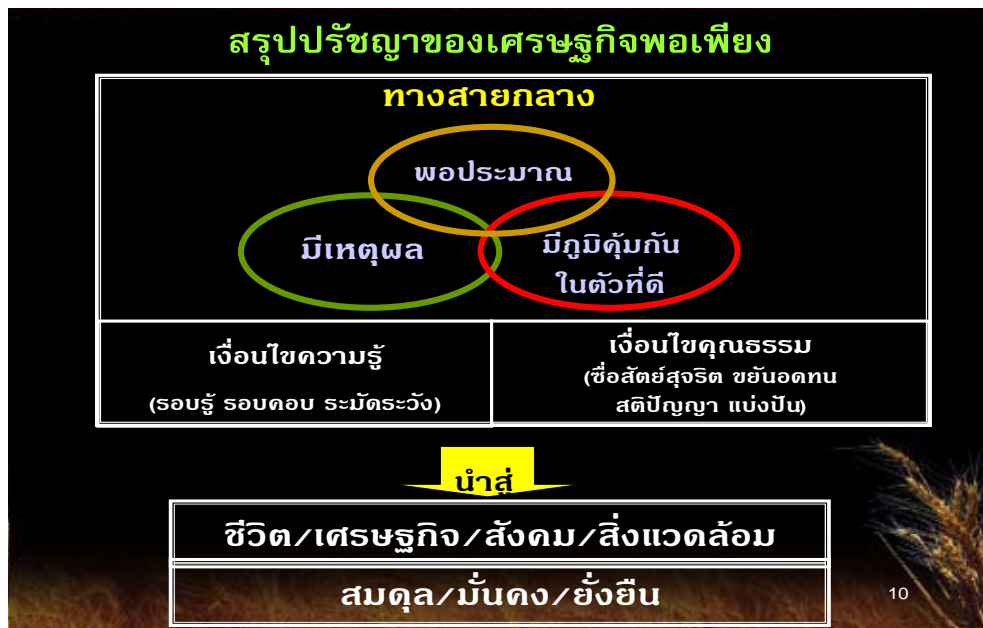 สรุปปรัชญาของเศรษฐกิจพอเพียง
ทางสายกลาง
พอประมาณ
มีเหตุผล
มีภูมิคุ้มกัน
ในตัวที่ดี
เงื่อนไขความรู้
(รอบรู้ รอบคอบ ระมัดระวัง)
เงื่อนไขคุณธรรม
(ซื่อสัตย์สุจริต ขยันอดทน
สติปัญญา แบ่งปัน)
นำสู่
ชีวิต/เศรษฐกิจ/สังคม/สิ่งแวดล้อม
สมดุล/มั่นคง/ยั่งยืน
10